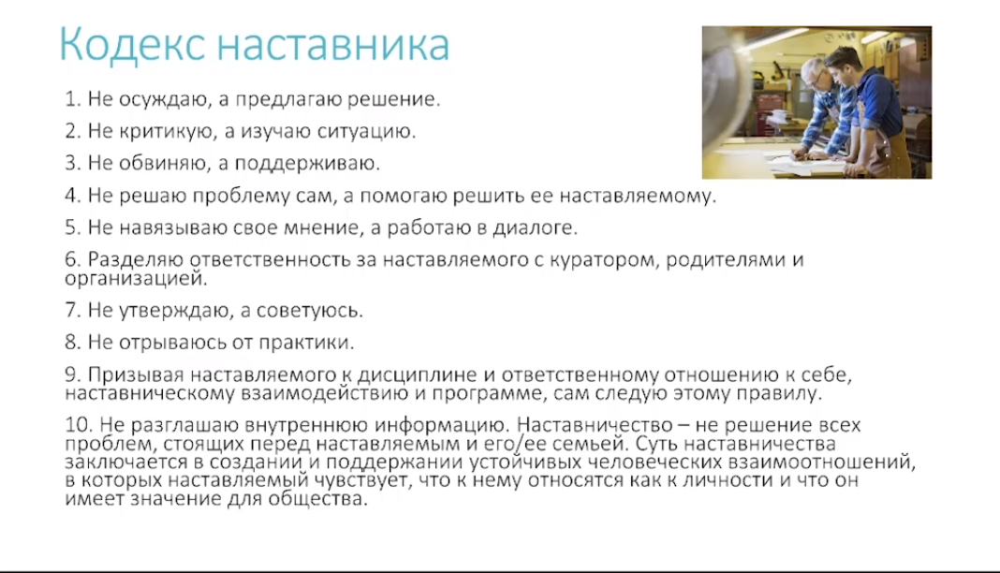 Кодекс наставника
1. Не осуждаю, а предлагаю решение.
2. Не критикую, а изучаю ситуацию.
3. Не обвиняю, а поддерживаю.
4. Не решаю проблему сам, а помогаю решить ее наставляемому.
5. Не навязываю свое мнение, а работаю в диалоге.
6. Разделяю ответственность за наставляемого с куратором, родителями и
организацией.
7. Не утверждаю, а советуюсь.
8. Не отрываюсь от практики.
9. Призывая наставляемого к дисциплине и ответственному отношению к себе,
наставническому взаимодействию и программе, сам следую этому правилу.
10. Не разглашаю внутреннюю информацию. Наставничество – не решение всех
проблем, стоящих перед наставляемым и его/ее семьей. Суть наставничества
заключается в создании и поддержании устойчивых человеческих взаимоотношений,
в которых наставляемый чувствует, что к нему относятся как к личности и что он
имеет значение для общества.